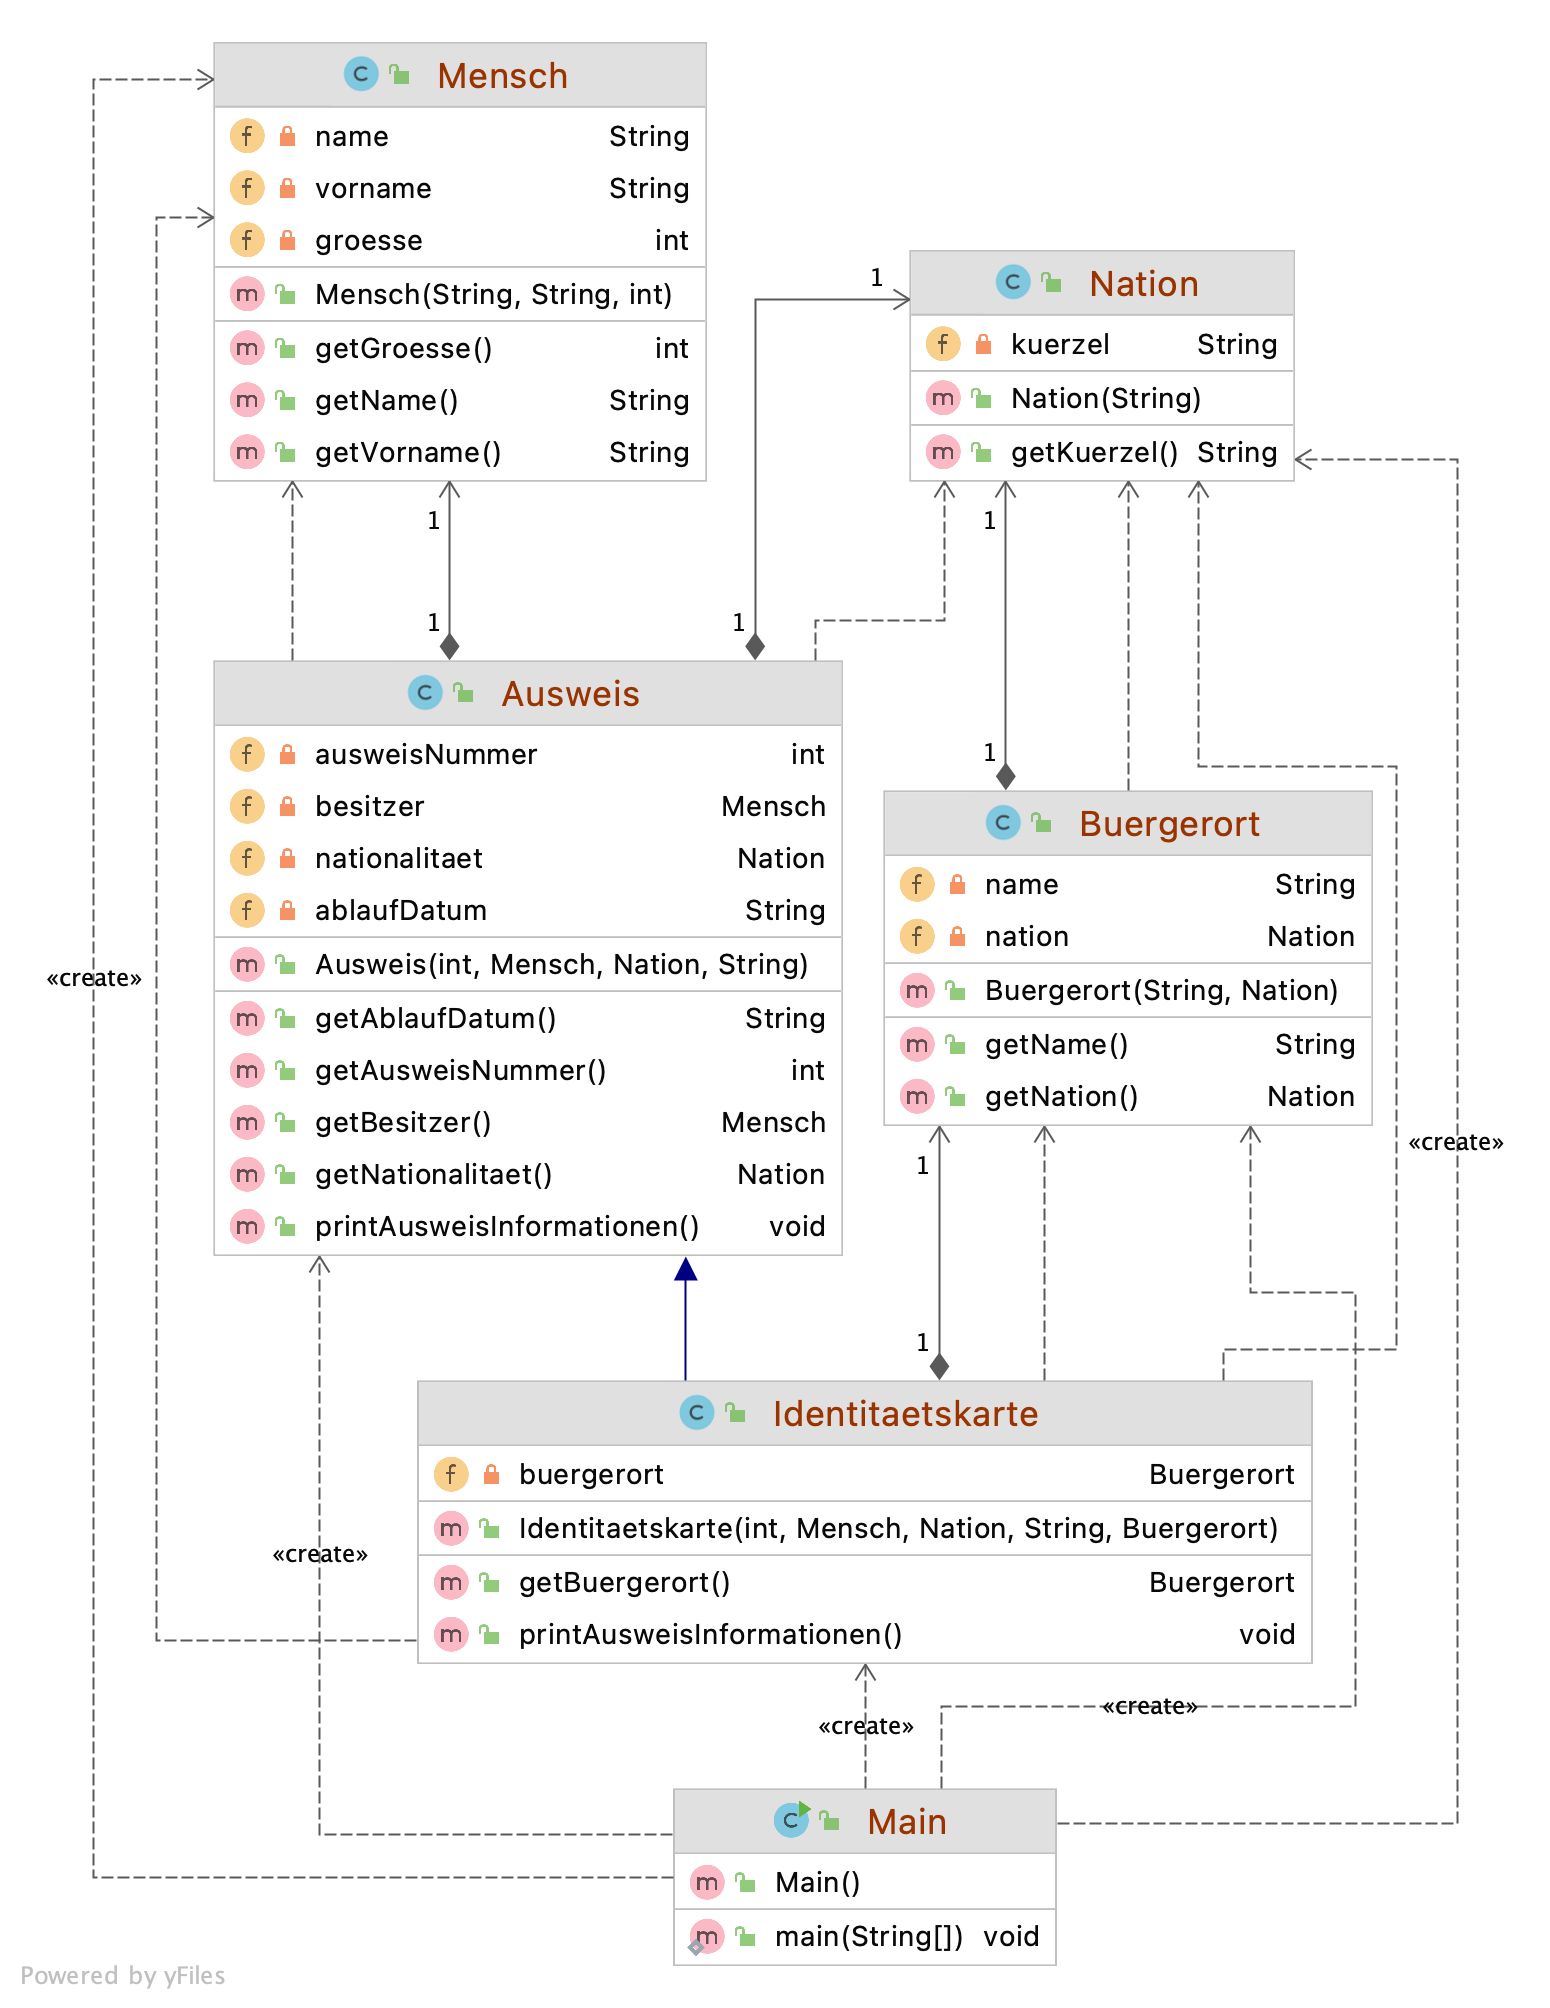 Mensch
name String
vorname String
groesse int
Mensch(String, String, int)
getGroesse() int
getName() String
getVorname() String
1
Nation
kuerzel String
Nation(String)
getKuerzel() String
1
1
1
1
1
Ausweis
ausweisNummer int
besitzer Mensch
nationalitaet Nation
ablaufDatum String
Ausweis(int, Mensch, Nation, String)
getAblaufDatum() String
getAusweisNummer() int
getBesitzer() Mensch
getNationalitaet() Nation
printAusweisInformationen() void
Buergerort
name String
nation Nation
Buergerort(String, Nation)
getName() String
getNation() Nation
«create»
«create»
1
1
Identitaetskarte
buergerort Buergerort
Identitaetskarte(int, Mensch, Nation, String, Buergerort)
getBuergerort() Buergerort
printAusweisInformationen() void
«create»
«create»
«create»
Main
Main()
main(String[]) void
Powered by yFiles